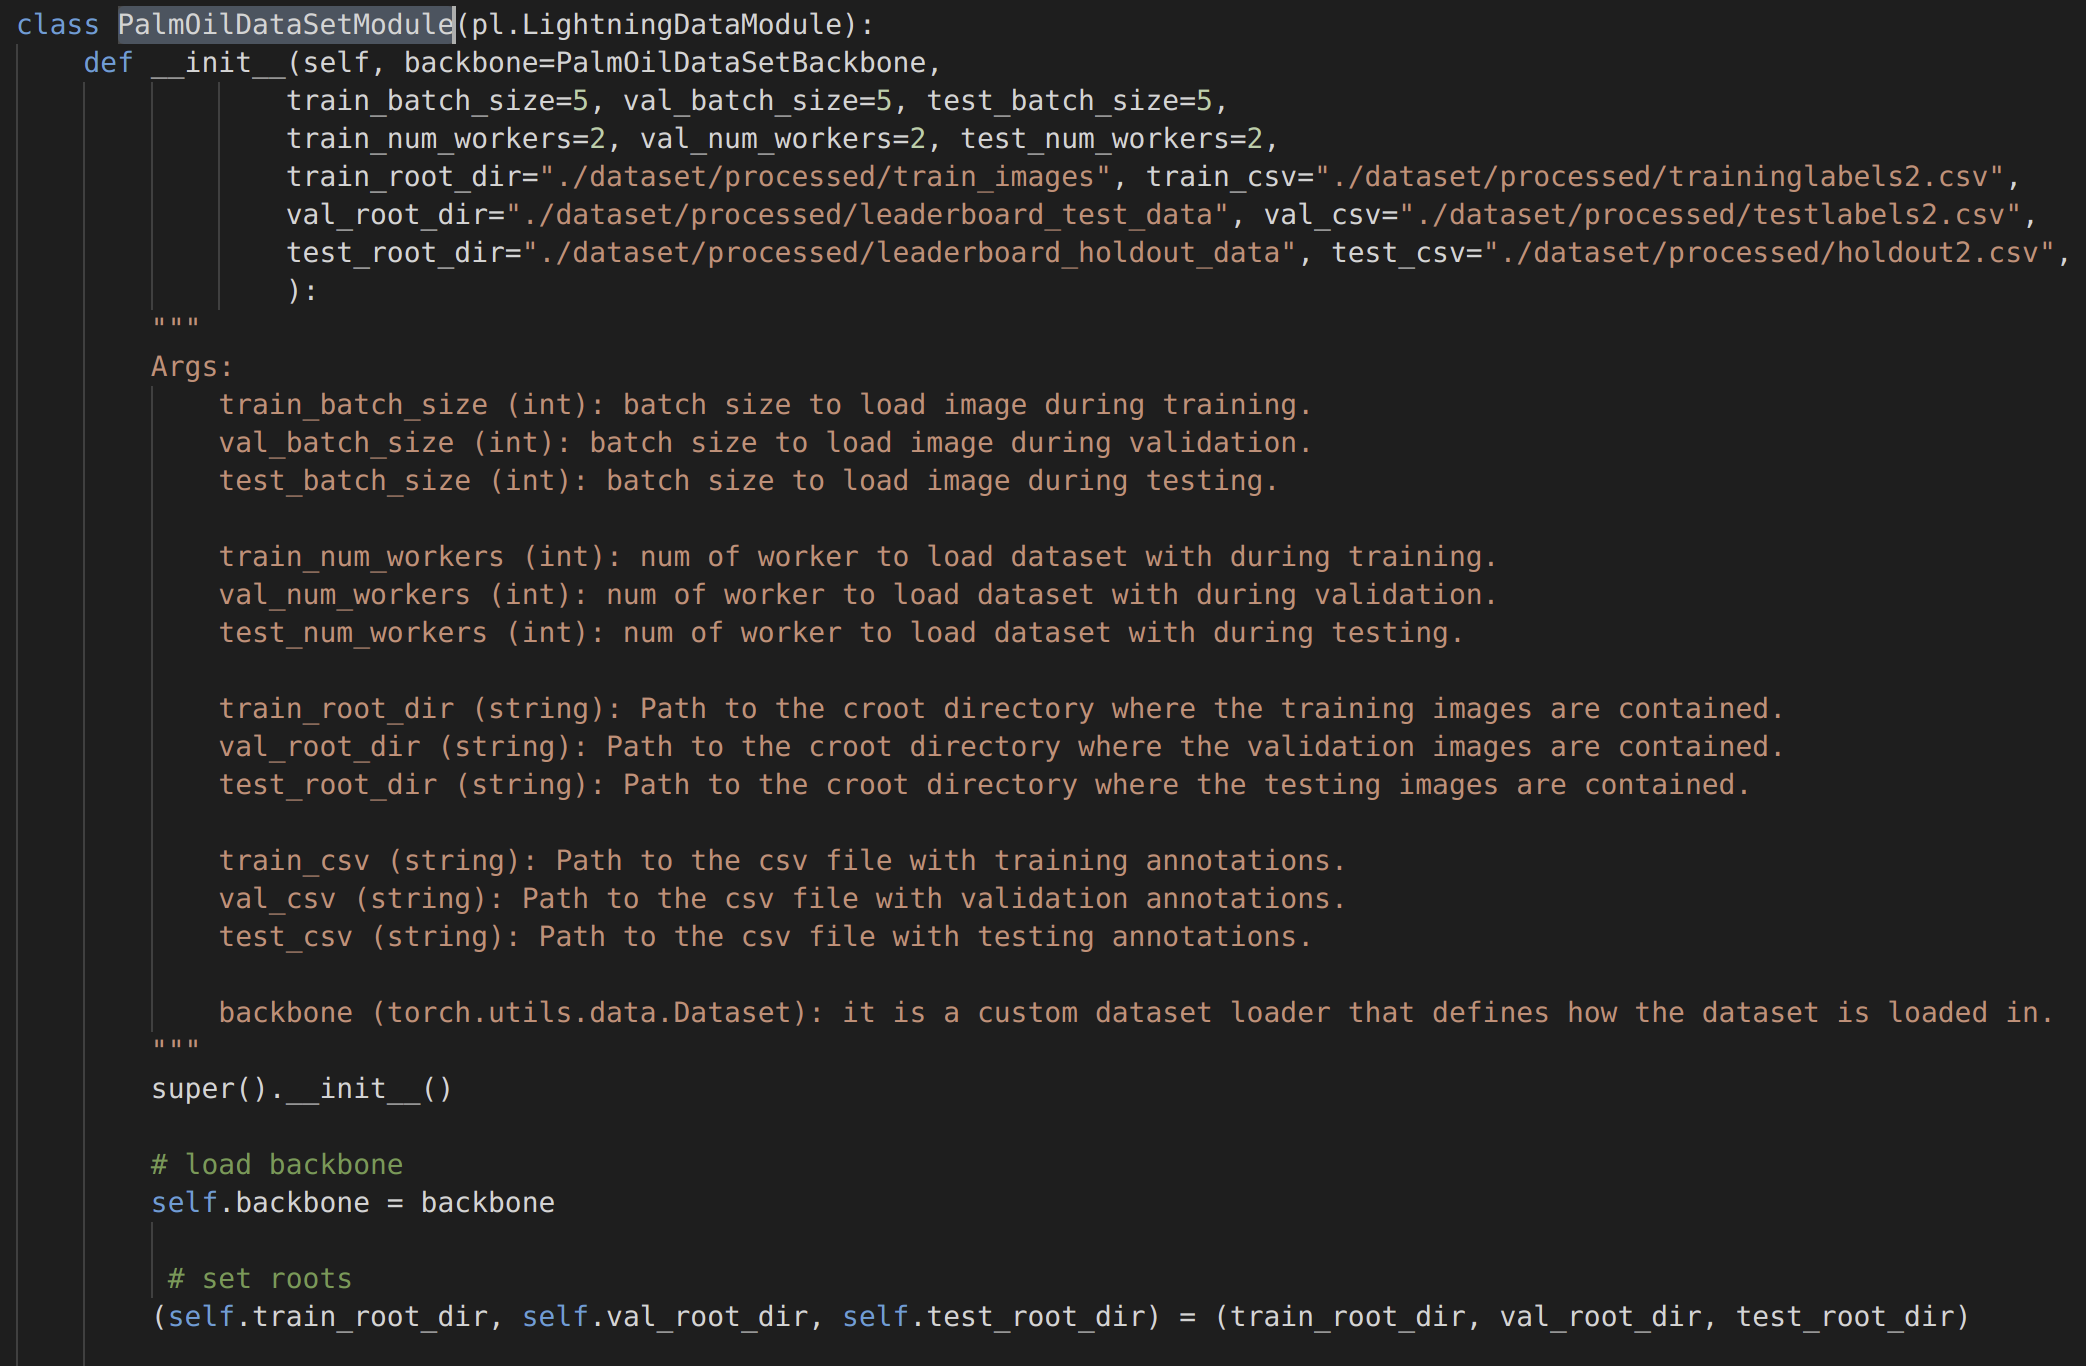 class PalmOilDataSetModule(pl.LightningDataModule):
def __init__(self, backbone=PalmOilDataSetBackbone,
train_batch_size=5, val_batch_size=5, test_batch_size=5,
train_num_workers=2, val_num_workers=2, test_num_workers=2,
train_root_dir="./dataset/processed/train_images", train_csv="./dataset/processed/traininglabels2.csv",
val_root_dir="./dataset/processed/leaderboard_test_data", val_csv="./dataset/processed/testlabels2.csv",
test_root_dir="./dataset/processed/leaderboard_holdout_data", test_csv="./dataset/processed/holdout2.csv",
):
"""
Args:
train_batch_size (int): batch size to load image during training.
val_batch_size (int): batch size to load image during validation.
test_batch_size (int): batch size to load image during testing.
train_num_workers (int): num of worker to load dataset with during training.
val_num_workers (int): num of worker to load dataset with during validation.
test_num_workers (int): num of worker to load dataset with during testing.
train_root_dir (string): Path to the croot directory where the training images are contained.
val_root_dir (string): Path to the croot directory where the validation images are contained.
test_root_dir (string): Path to the croot directory where the testing images are contained.
train_csv (string): Path to the csv file with training annotations.
val_csv (string): Path to the csv file with validation annotations.
test_csv (string): Path to the csv file with testing annotations.
backbone (torch.utils.data.Dataset): it is a custom dataset loader that defines how the dataset is loaded in.
"""
super().__init__()
# load backbone
self.backbone = backbone
# set roots
(self.train_root_dir, self.val_root_dir, self.test_root_dir) = (train_root_dir, val_root_dir, test_root_dir)